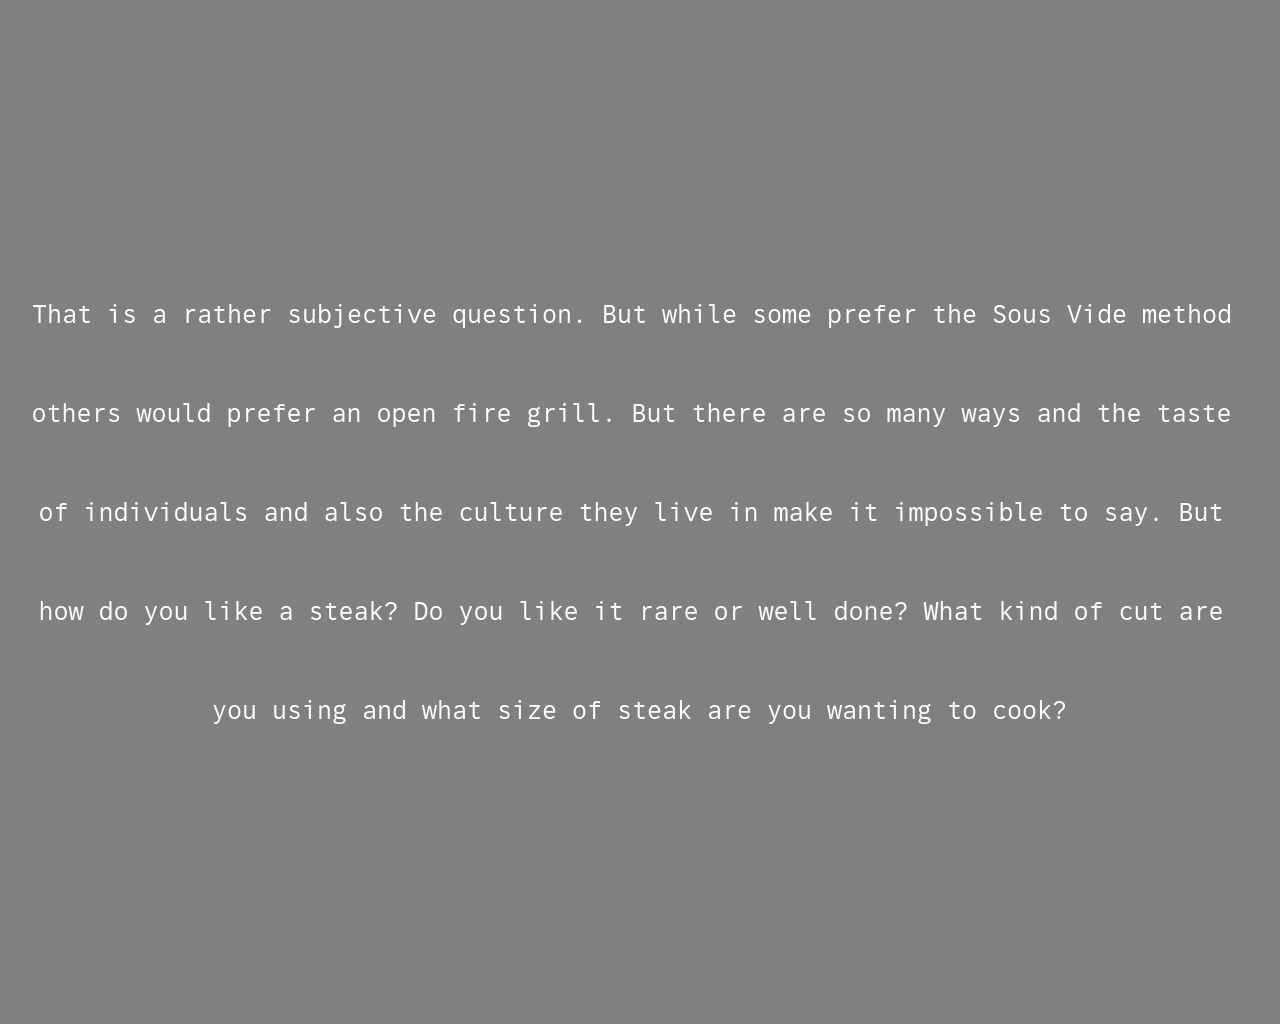 That is a rather subjective question. But while some prefer the Sous Vide method
others would prefer an open fire grill. But there are so many ways and the taste
of individuals and also the culture they live in make it impossible to say. But
how do you like a steak? Do you like it rare or well done? What kind of cut are
you using and what size of steak are you wanting to cook?